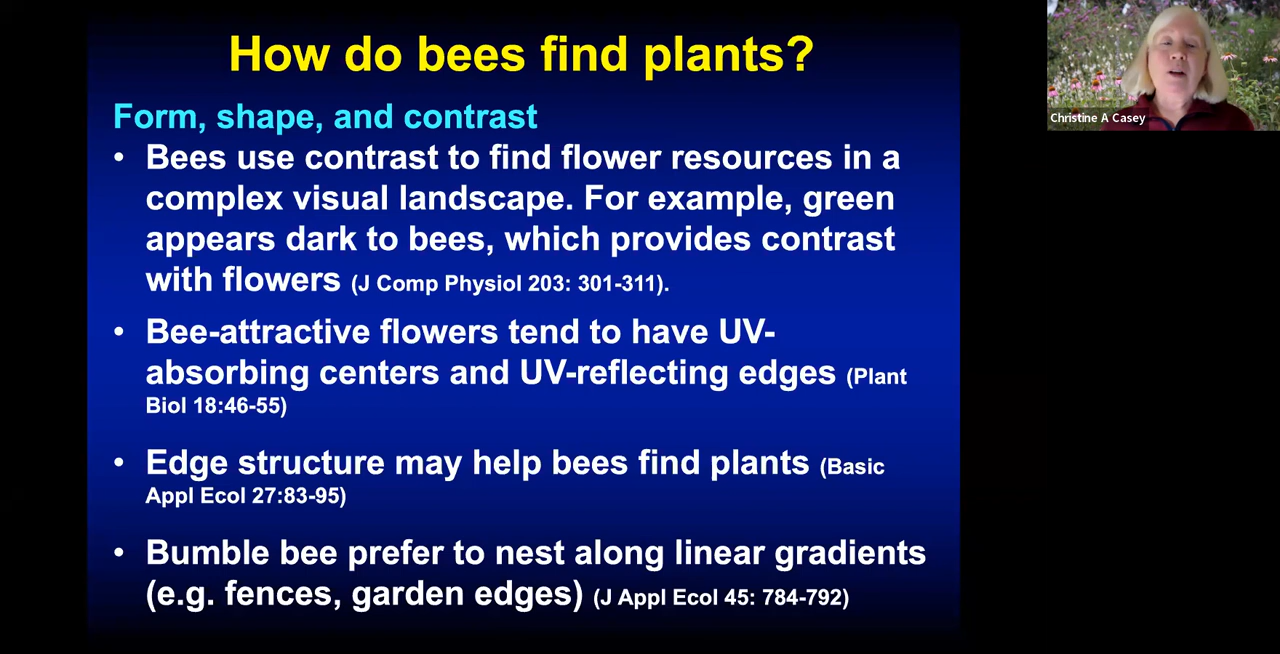 How do bees find plants?
Christine A Casey
Form, shape, and contrast
• Bees use contrast to find flower resources in a
complex visual landscape. For example, green
appears dark to bees, which provides contrast
with flowers (J Comp Physiol 203: 301-311).
• Bee-attractive flowers tend to have UV-
absorbing centers and UV-reflecting edges (Plant
Biol 18:46-55)
• Edge structure may help bees find plants (Basic
Appl Ecol 27:83-95)
• Bumble bee prefer to nest along linear gradients
(e.g. fences, garden edges) (J Appl Ecol 45: 784-792)